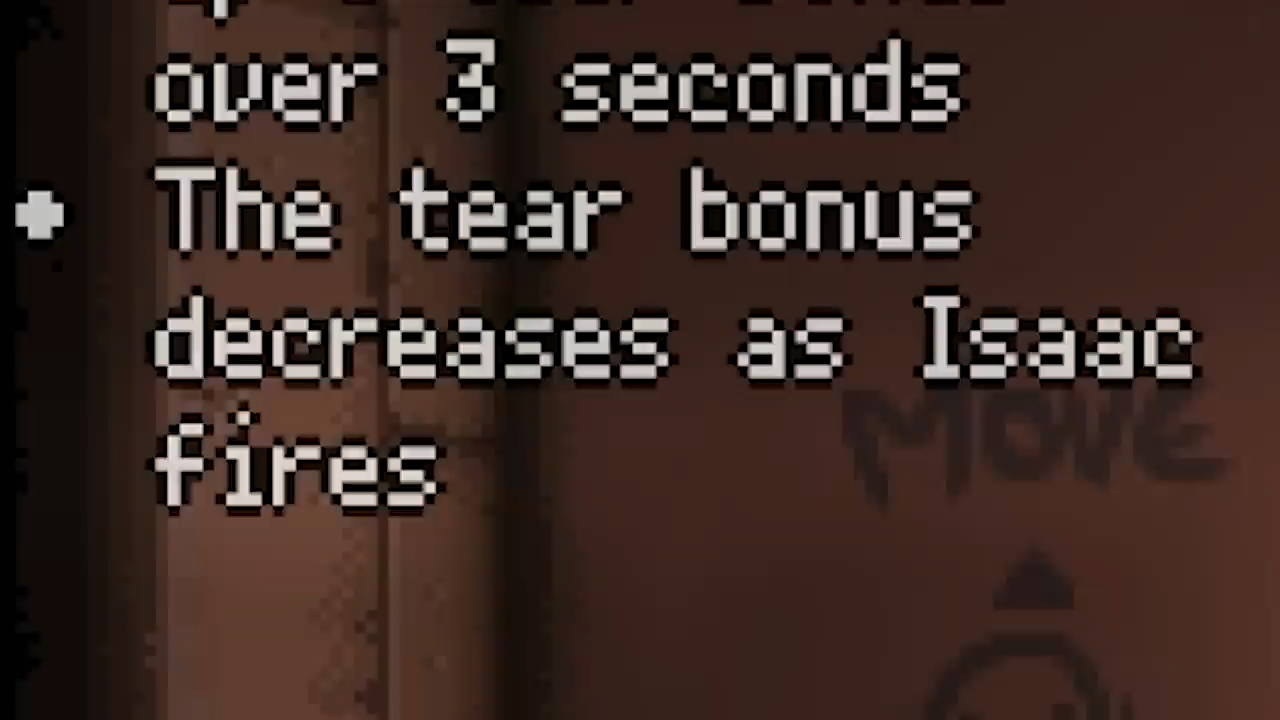 over 3 seconds
• The tear bonus
decreases as Isaac
fires
MOVE